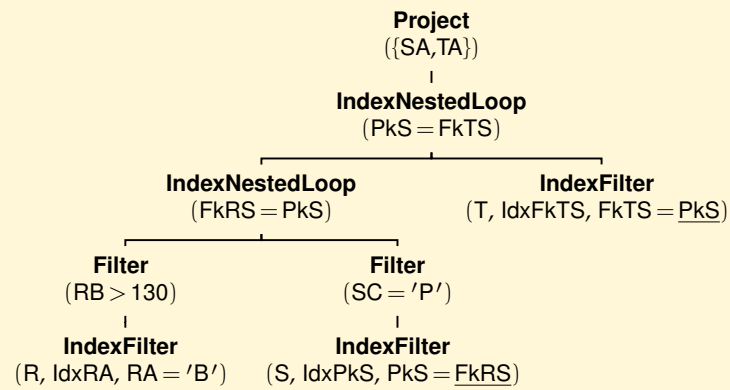 Project
({SA,TA})
IndexNestedLoop
(PkS = FkTS)
IndexNestedLoop IndexFilter
(FkRS = PkS) (T, IdxFkTS, FkTS = PkS)
Filter Filter
(RB > 130) (SC = ′P′)
IndexFilter IndexFilter
(R, IdxRA, RA = ′B′) (S, IdxPkS, PkS = FkRS)